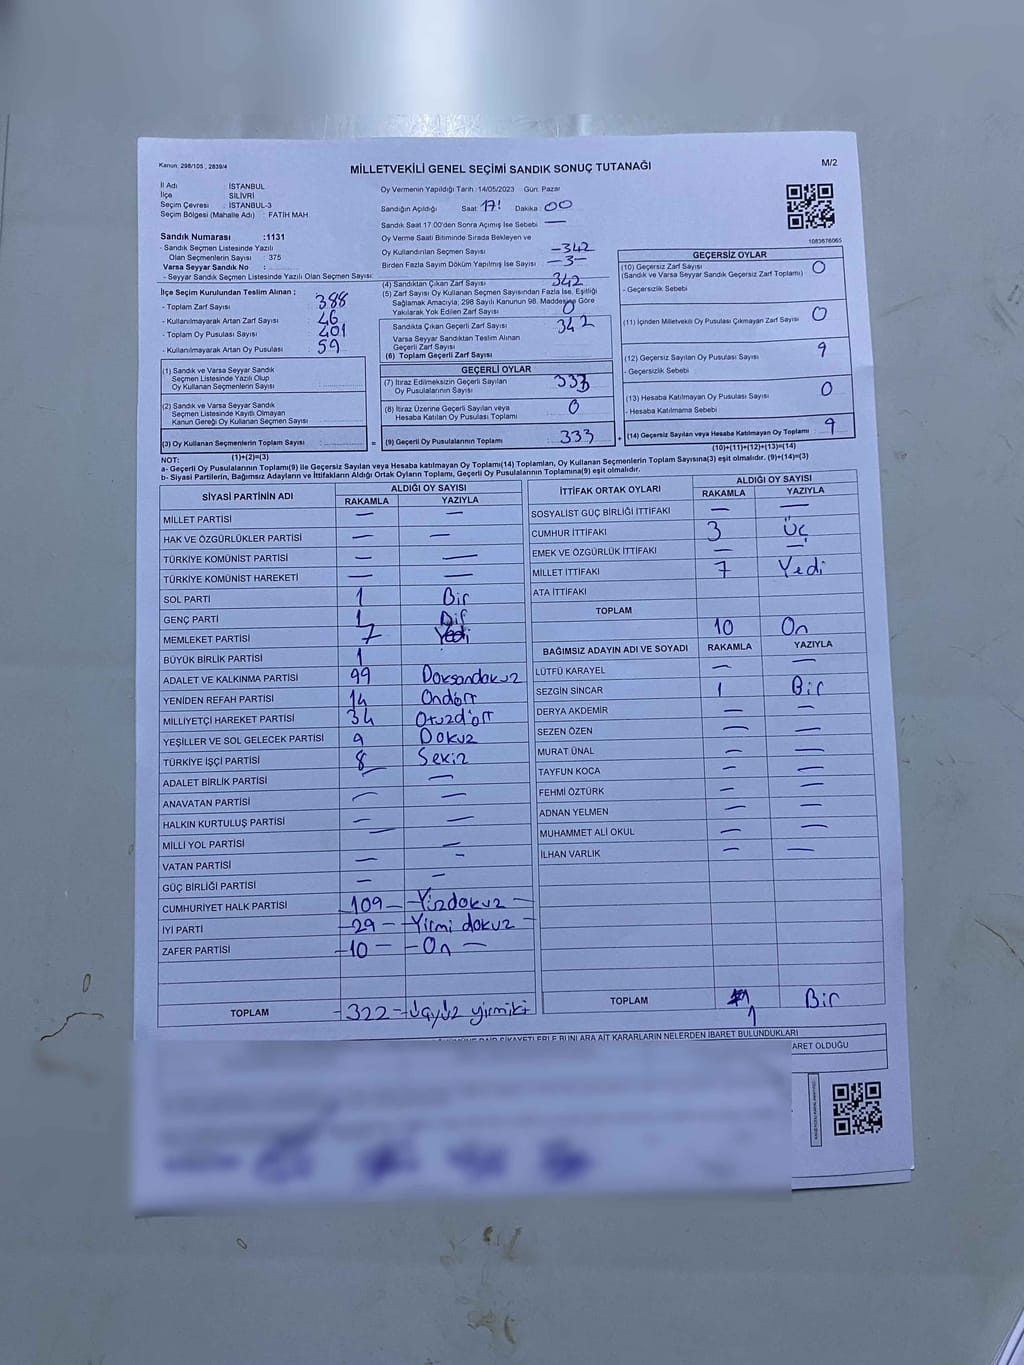 Kanun; 298/105 , 2839/4
MİLLETVEKİLİ GENEL SEÇİMİ SANDIK SONUÇ TUTANAĞI
M/2
İl Adı : İSTANBUL
İlçe : SİLİVRİ
Seçim Çevresi : İSTANBUL-3
Seçim Bölgesi (Mahalle Adı) : FATİH MAH
Sandık Numarası :1131
- Sandık Seçmen Listesinde Yazılı
Olan Seçmenlerin Sayısı : 375
Varsa Seyyar Sandık No :
- Seyyar Sandık Seçmen Listesinde Yazılı Olan Seçmen Sayısı:
İlçe Seçim Kurulundan Teslim Alınan ;
- Toplam Zarf Sayısı 388
- Kullanılmayarak Artan Zarf Sayısı 46
- Toplam Oy Pusulası Sayısı 401
- Kullanılmayarak Artan Oy Pusulası 59
(1) Sandık ve Varsa Seyyar Sandık
Seçmen Listesinde Yazılı Olup
Oy Kullanan Seçmenlerin Sayısı
(2) Sandık ve Varsa Seyyar Sandık
Seçmen Listesinde Kayıtlı Olmayan
Kanun Gereği Oy Kullanan Seçmen Sayısı
(3) Oy Kullanan Seçmenlerin Toplam Sayısı
(1)+(2)=(3)
Oy Vermenin Yapıldığı Tarih :14/05/2023 Gün: Pazar
Sandığın Açıldığı Saat 17: Dakika 00
Sandık Saat 17:00'den Sonra Açımış İse Sebebi —
Oy Verme Saati Bitiminde Sırada Bekleyen ve
Oy Kullandırılan Seçmen Sayısı -342
Birden Fazla Sayım Döküm Yapılmış İse Sayısı -3-
(4) Sandıktan Çıkan Zarf Sayısı 342
(5) Zarf Sayısı Oy Kullanan Seçmen Sayısından Fazla İse, Eşitliği
Sağlamak Amacıyla; 298 Sayılı Kanunun 98. Maddesine Göre
Yakılarak Yok Edilen Zarf Sayısı 0
Sandıkta Çıkan Geçerli Zarf Sayısı 342
Varsa Seyyar Sandıktan Teslim Alınan
Geçerli Zarf Sayısı
(6) Toplam Geçerli Zarf Sayısı
GEÇERLİ OYLAR
(7) İtiraz Edilmeksizin Geçerli Sayılan
Oy Pusulalarının Sayısı 333
(8) İtiraz Üzerine Geçerli Sayılan veya
Hesaba Katılan Oy Pusulası Toplamı 0
= (9) Geçerli Oy Pusulalarının Toplamı 333 +
1083676065
GEÇERSİZ OYLAR
(10) Geçersiz Zarf Sayısı 0
(Sandık ve Varsa Seyyar Sandık Geçersiz Zarf Toplamı)
- Geçersizlik Sebebi
(11) İçinden Milletvekili Oy Pusulası Çıkmayan Zarf Sayısı 0
(12) Geçersiz Sayılan Oy Pusulası Sayısı 9
- Geçersizlik Sebebi
(13) Hesaba Katılmayan Oy Pusulası Sayısı 0
- Hesaba Katılmama Sebebi
(14) Geçersiz Sayılan veya Hesaba Katılmayan Oy Toplamı : 9
(10)+(11)+(12)+(13)=(14)
NOT:
a- Geçerli Oy Pusulalarının Toplamı(9) ile Geçersiz Sayılan veya Hesaba katılmayan Oy Toplamı(14) Toplamları, Oy Kullanan Seçmenlerin Toplam Sayısına(3) eşit olmalıdır. (9)+(14)=(3)
b- Siyasi Partilerin, Bağımsız Adayların ve İttifakların Aldığı Ortak Oyların Toplamı, Geçerli Oy Pusulalarının Toplamına(9) eşit olmalıdır.
SİYASİ PARTİNİN ADI ALDIĞI OY SAYISI
RAKAMLA YAZIYLA
MİLLET PARTİSİ — —
HAK VE ÖZGÜRLÜKLER PARTİSİ — —
TÜRKİYE KOMÜNİST PARTİSİ — —
TÜRKİYE KOMÜNİST HAREKETİ — —
SOL PARTİ 1 Bir
GENÇ PARTİ 1 Bir
MEMLEKET PARTİSİ 7 Yedi
BÜYÜK BİRLİK PARTİSİ 1
ADALET VE KALKINMA PARTİSİ 99 Doksandokuz
YENİDEN REFAH PARTİSİ 14 Ondört
MİLLİYETÇİ HAREKET PARTİSİ 34 Otuzdört
YEŞİLLER VE SOL GELECEK PARTİSİ 9 Dokuz
TÜRKİYE İŞÇİ PARTİSİ 8 Sekiz
ADALET BİRLİK PARTİSİ — —
ANAVATAN PARTİSİ — —
HALKIN KURTULUŞ PARTİSİ — —
MİLLİ YOL PARTİSİ — —
VATAN PARTİSİ — —
GÜÇ BİRLİĞİ PARTİSİ — —
CUMHURİYET HALK PARTİSİ -109- -Yüzdokuz-
İYİ PARTİ -29- -Yirmi dokuz-
ZAFER PARTİSİ -10- -On-
TOPLAM -322- Üçyüz yirmiki
İTTİFAK ORTAK OYLARI ALDIĞI OY SAYISI
RAKAMLA YAZIYLA
SOSYALİST GÜÇ BİRLİĞİ İTTİFAKI — —
CUMHUR İTTİFAKI 3 Üç
EMEK VE ÖZGÜRLÜK İTTİFAKI — —
MİLLET İTTİFAKI 7 Yedi
ATA İTTİFAKI
TOPLAM 10 On
BAĞIMSIZ ADAYIN ADI VE SOYADI RAKAMLA YAZIYLA
LÜTFÜ KARAYEL — —
SEZGİN SİNCAR 1 Bir
DERYA AKDEMİR — —
SEZEN ÖZEN — —
MURAT ÜNAL — —
TAYFUN KOCA — —
FEHMİ ÖZTÜRK — —
ADNAN YELMEN — —
MUHAMMET ALİ OKUL — —
İLHAN VARLIK — —
TOPLAM 1 Bir
ŞİKAYETLERLE BUNLARA AİT KARARLARIN NELERDEN İBARET BULUNDUKLARI
İBARET OLDUĞU